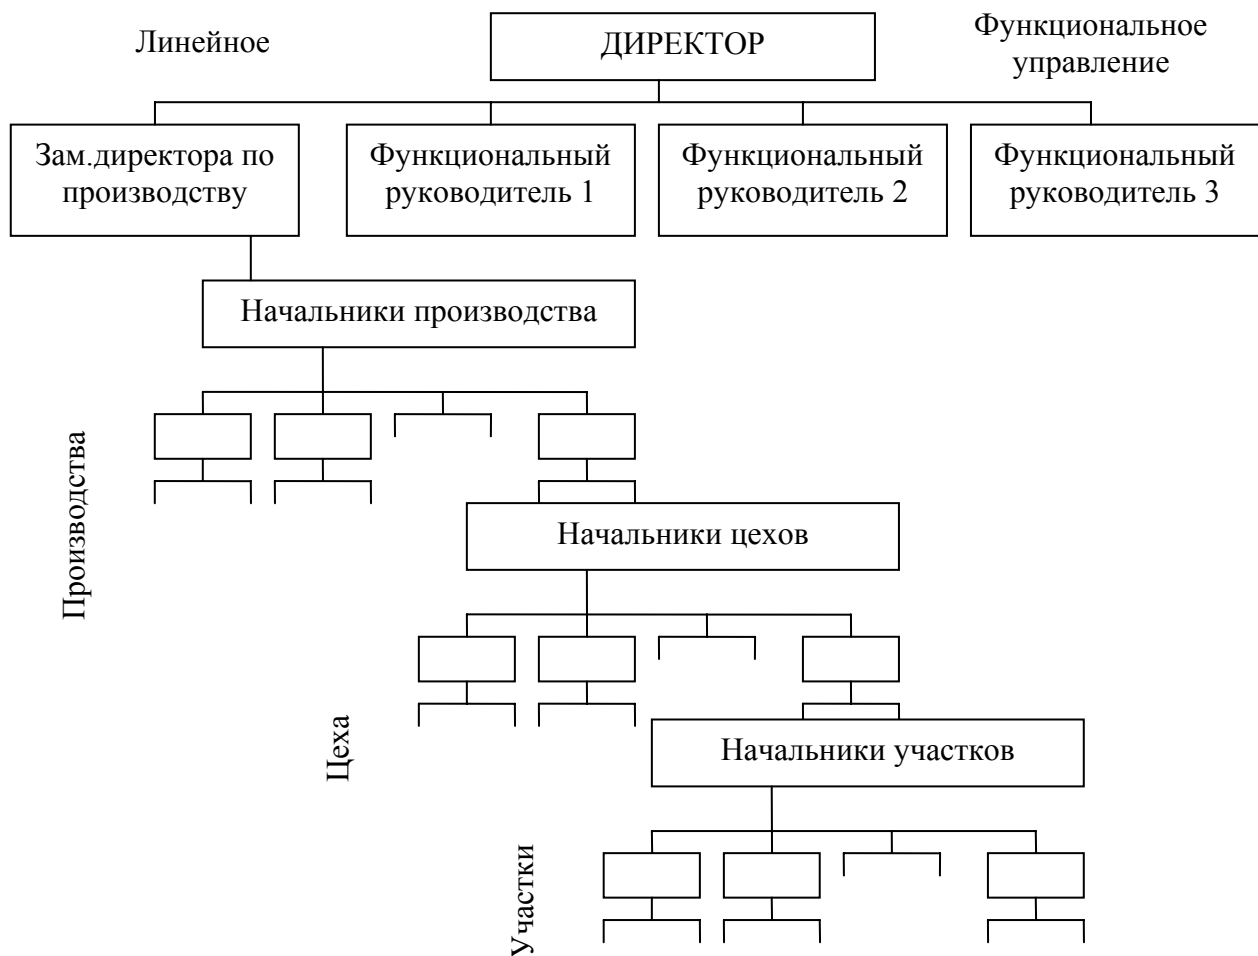 Линейное
ДИРЕКТОР
Функциональное
управление
Зам.директора по
производству
Функциональный
руководитель 1
Функциональный
руководитель 2
Функциональный
руководитель 3
Начальники производства
Производства
Начальники цехов
Цеха
Начальники участков
Участки